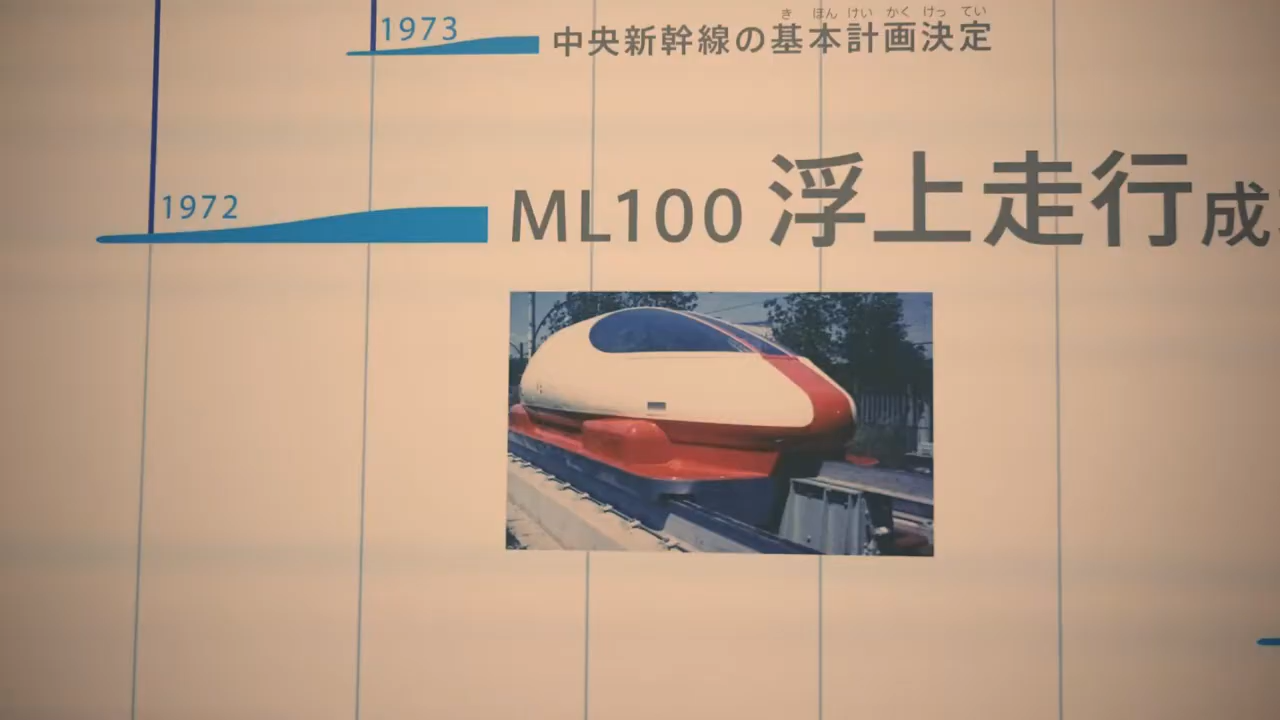 1973
き ほん けい かく けっ てい
中央新幹線の基本計画決定
1972
ML100 浮上走行成